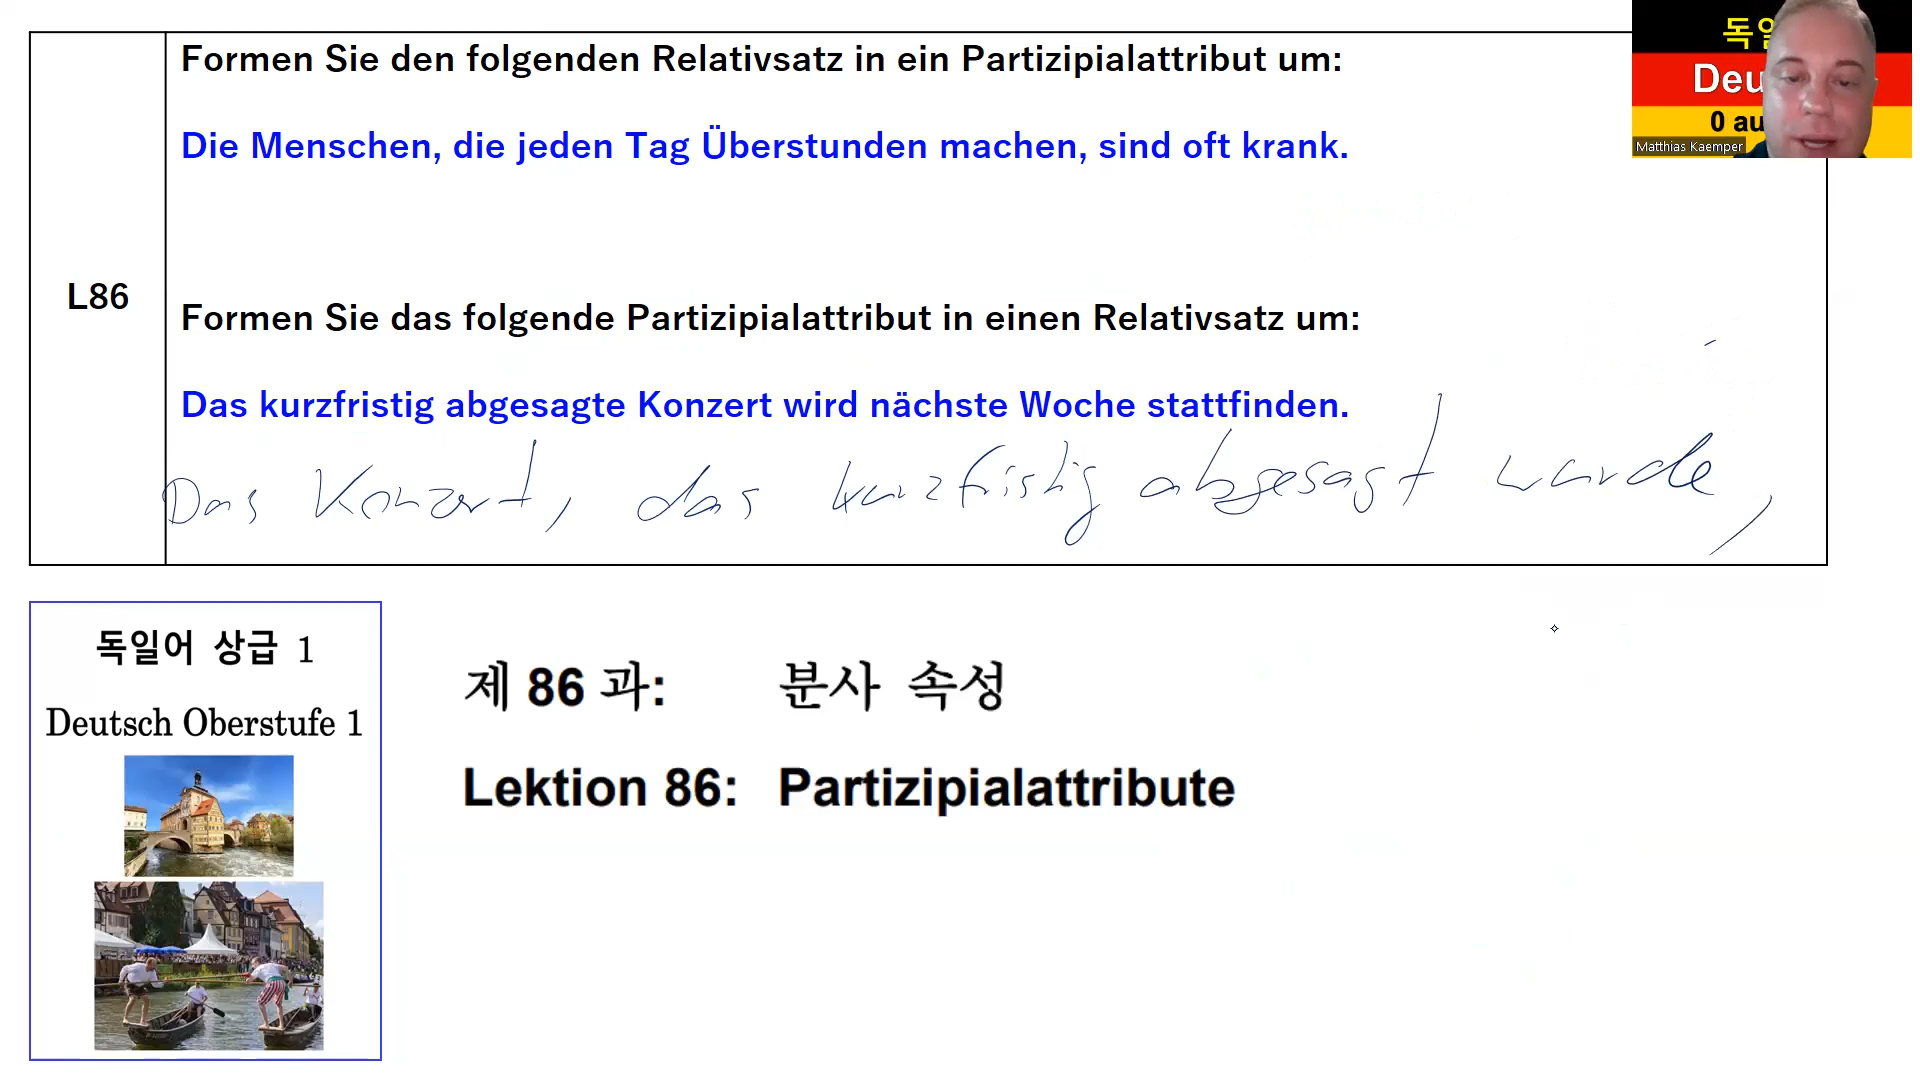 Formen Sie den folgenden Relativsatz in ein Partizipialattribut um:
Die Menschen, die jeden Tag Überstunden machen, sind oft krank.
L86
Formen Sie das folgende Partizipialattribut in einen Relativsatz um:
Das kurzfristig abgesagte Konzert wird nächste Woche stattfinden.
Das Konzert, das kurzfristig abgesagt wurde,
독일어 상급 1
Deutsch Oberstufe 1
제 86 과: 분사 속성
Lektion 86: Partizipialattribute
0 au
Matthias Kaemper